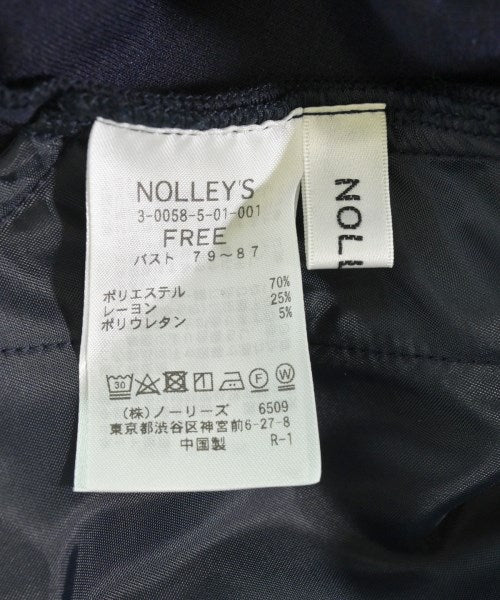 NOLLEY'S
3-0058-5-01-001
FREE
バスト 79~87
ポリエステル 70%
レーヨン 25%
ポリウレタン 5%
30 F W
(株)ノーリーズ 6509
東京都渋谷区神宮前6-27-8
中国製 R-1
NOLL